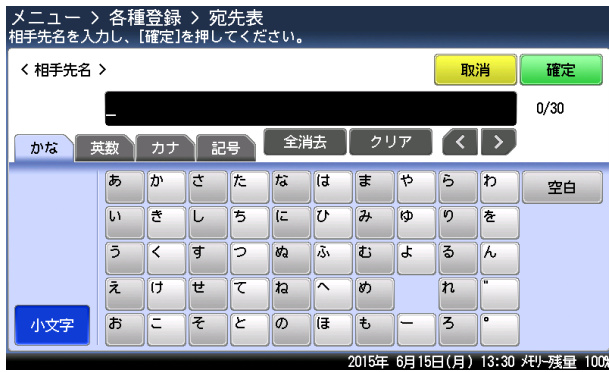 メニュー > 各種登録 > 宛先表
相手先名を入力し、[確定]を押してください。
< 相手先名 > 取消 確定
_ 0/30
かな 英数 カナ 記号 全消去 クリア < >
あ か さ た な は ま や ら わ 空白
い き し ち に ひ み ゆ り を
う く す つ ぬ ふ む よ る ん
え け せ て ね へ め れ ゛
小文字 お こ そ と の ほ も ー ろ ゜
2015年 6月15日(月) 13:30 メモリー残量 100%